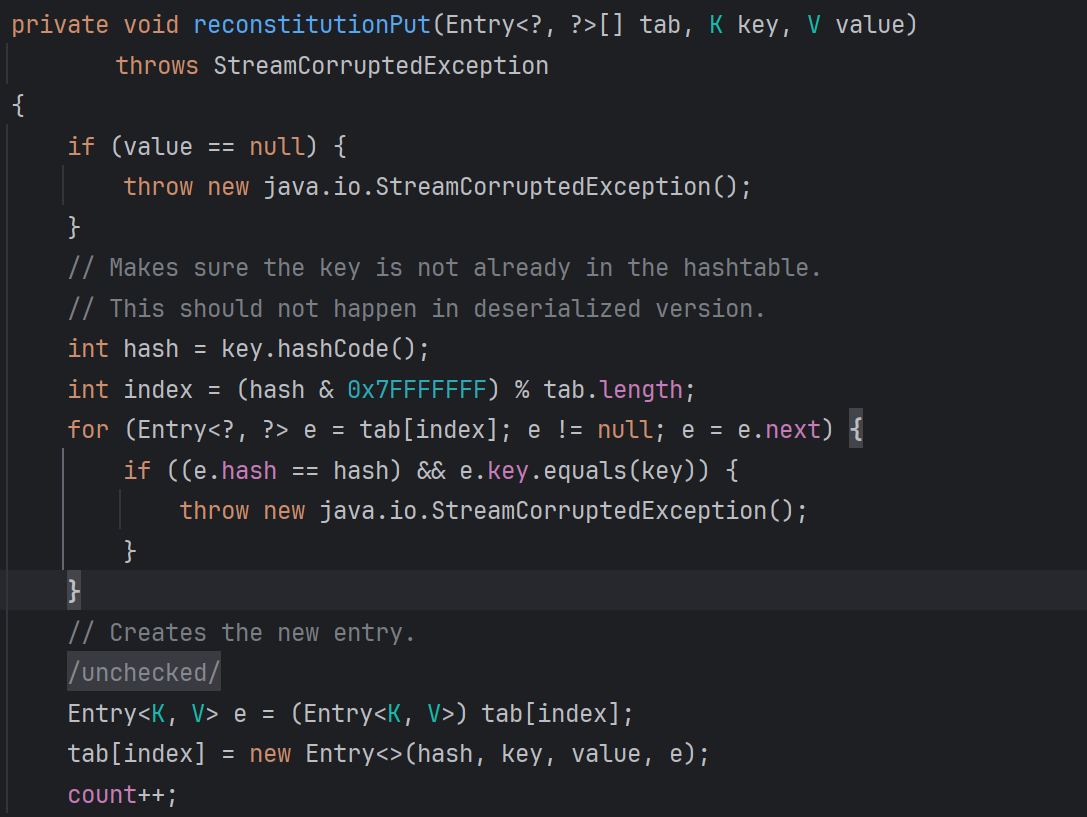 private void reconstitutionPut(Entry<?, ?>[] tab, K key, V value)
        throws StreamCorruptedException
{
    if (value == null) {
        throw new java.io.StreamCorruptedException();
    }
    // Makes sure the key is not already in the hashtable.
    // This should not happen in deserialized version.
    int hash = key.hashCode();
    int index = (hash & 0x7FFFFFFF) % tab.length;
    for (Entry<?, ?> e = tab[index]; e != null; e = e.next) {
        if ((e.hash == hash) && e.key.equals(key)) {
            throw new java.io.StreamCorruptedException();
        }
    }
    // Creates the new entry.
    /unchecked/
    Entry<K, V> e = (Entry<K, V>) tab[index];
    tab[index] = new Entry<>(hash, key, value, e);
    count++;